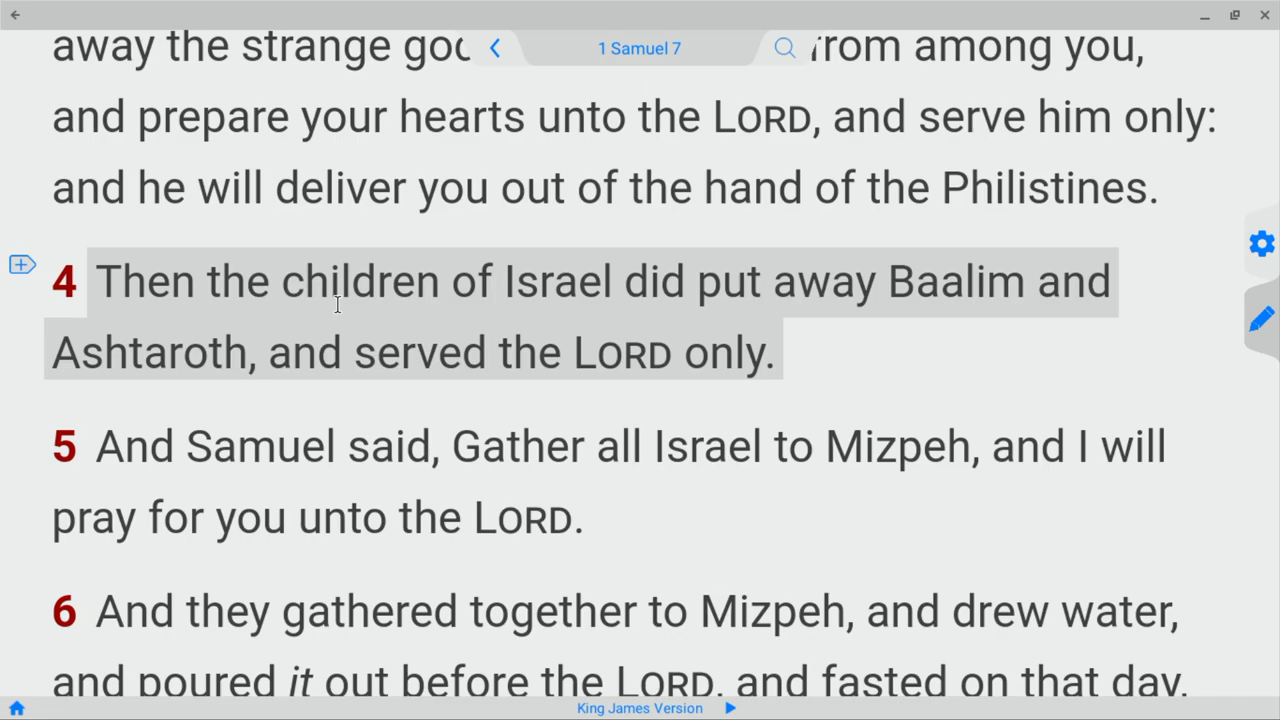 1 Samuel 7
away the strange from among you,
and prepare your hearts unto the LORD, and serve him only:
and he will deliver you out of the hand of the Philistines.
4 Then the children of Israel did put away Baalim and
Ashtaroth, and served the LORD only.
5 And Samuel said, Gather all Israel to Mizpeh, and I will
pray for you unto the LORD.
6 And they gathered together to Mizpeh, and drew water,
and poured it out before the LORD, and fasted on that day,
King James Version